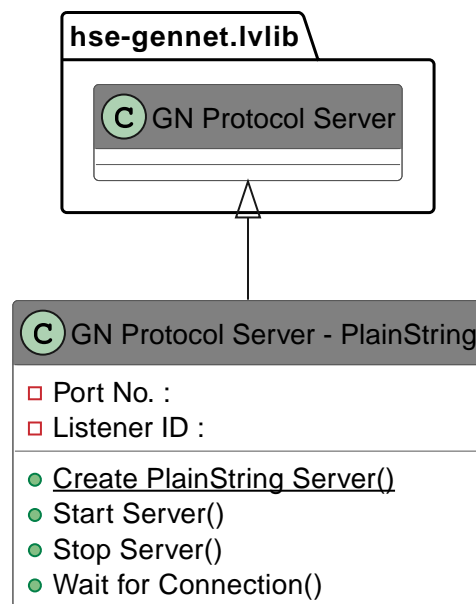 hse-gennet.lvlib
C GN Protocol Server
C GN Protocol Server - PlainString
Port No. :
Listener ID :
Create PlainString Server()
Start Server()
Stop Server()
Wait for Connection()